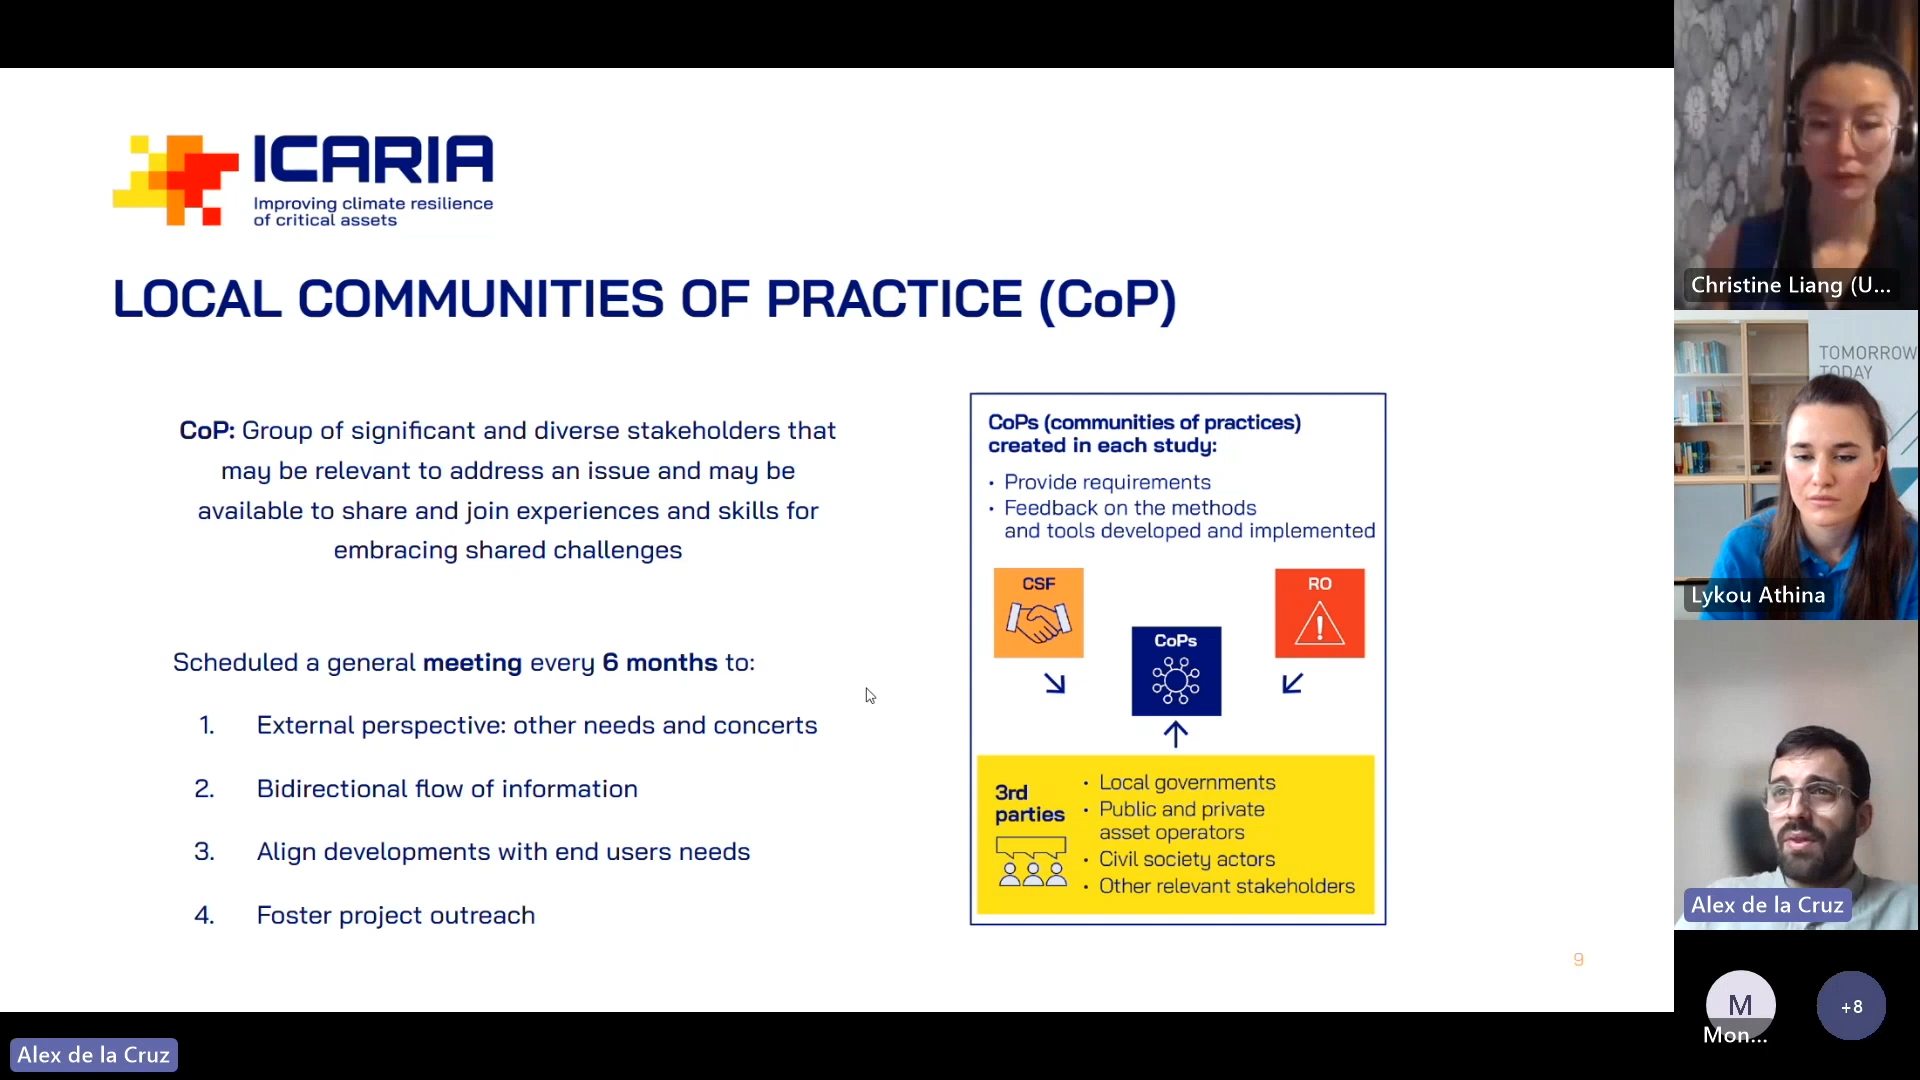 ICARIA
Improving climate resilience
of critical assets
LOCAL COMMUNITIES OF PRACTICE (CoP)
CoP: Group of significant and diverse stakeholders that
may be relevant to address an issue and may be
available to share and join experiences and skills for
embracing shared challenges
Scheduled a general meeting every 6 months to:
1. External perspective: other needs and concerts
2. Bidirectional flow of information
3. Align developments with end users needs
4. Foster project outreach
CoPs (communities of practices)
created in each study:
• Provide requirements
• Feedback on the methods
and tools developed and implemented
CSF
RO
CoPs
3rd
parties
• Local governments
• Public and private
asset operators
• Civil society actors
• Other relevant stakeholders
9
Alex de la Cruz
Christine Liang (U...
TOMORROW
TODAY
Lykou Athina
Alex de la Cruz
M
Mon...
+8